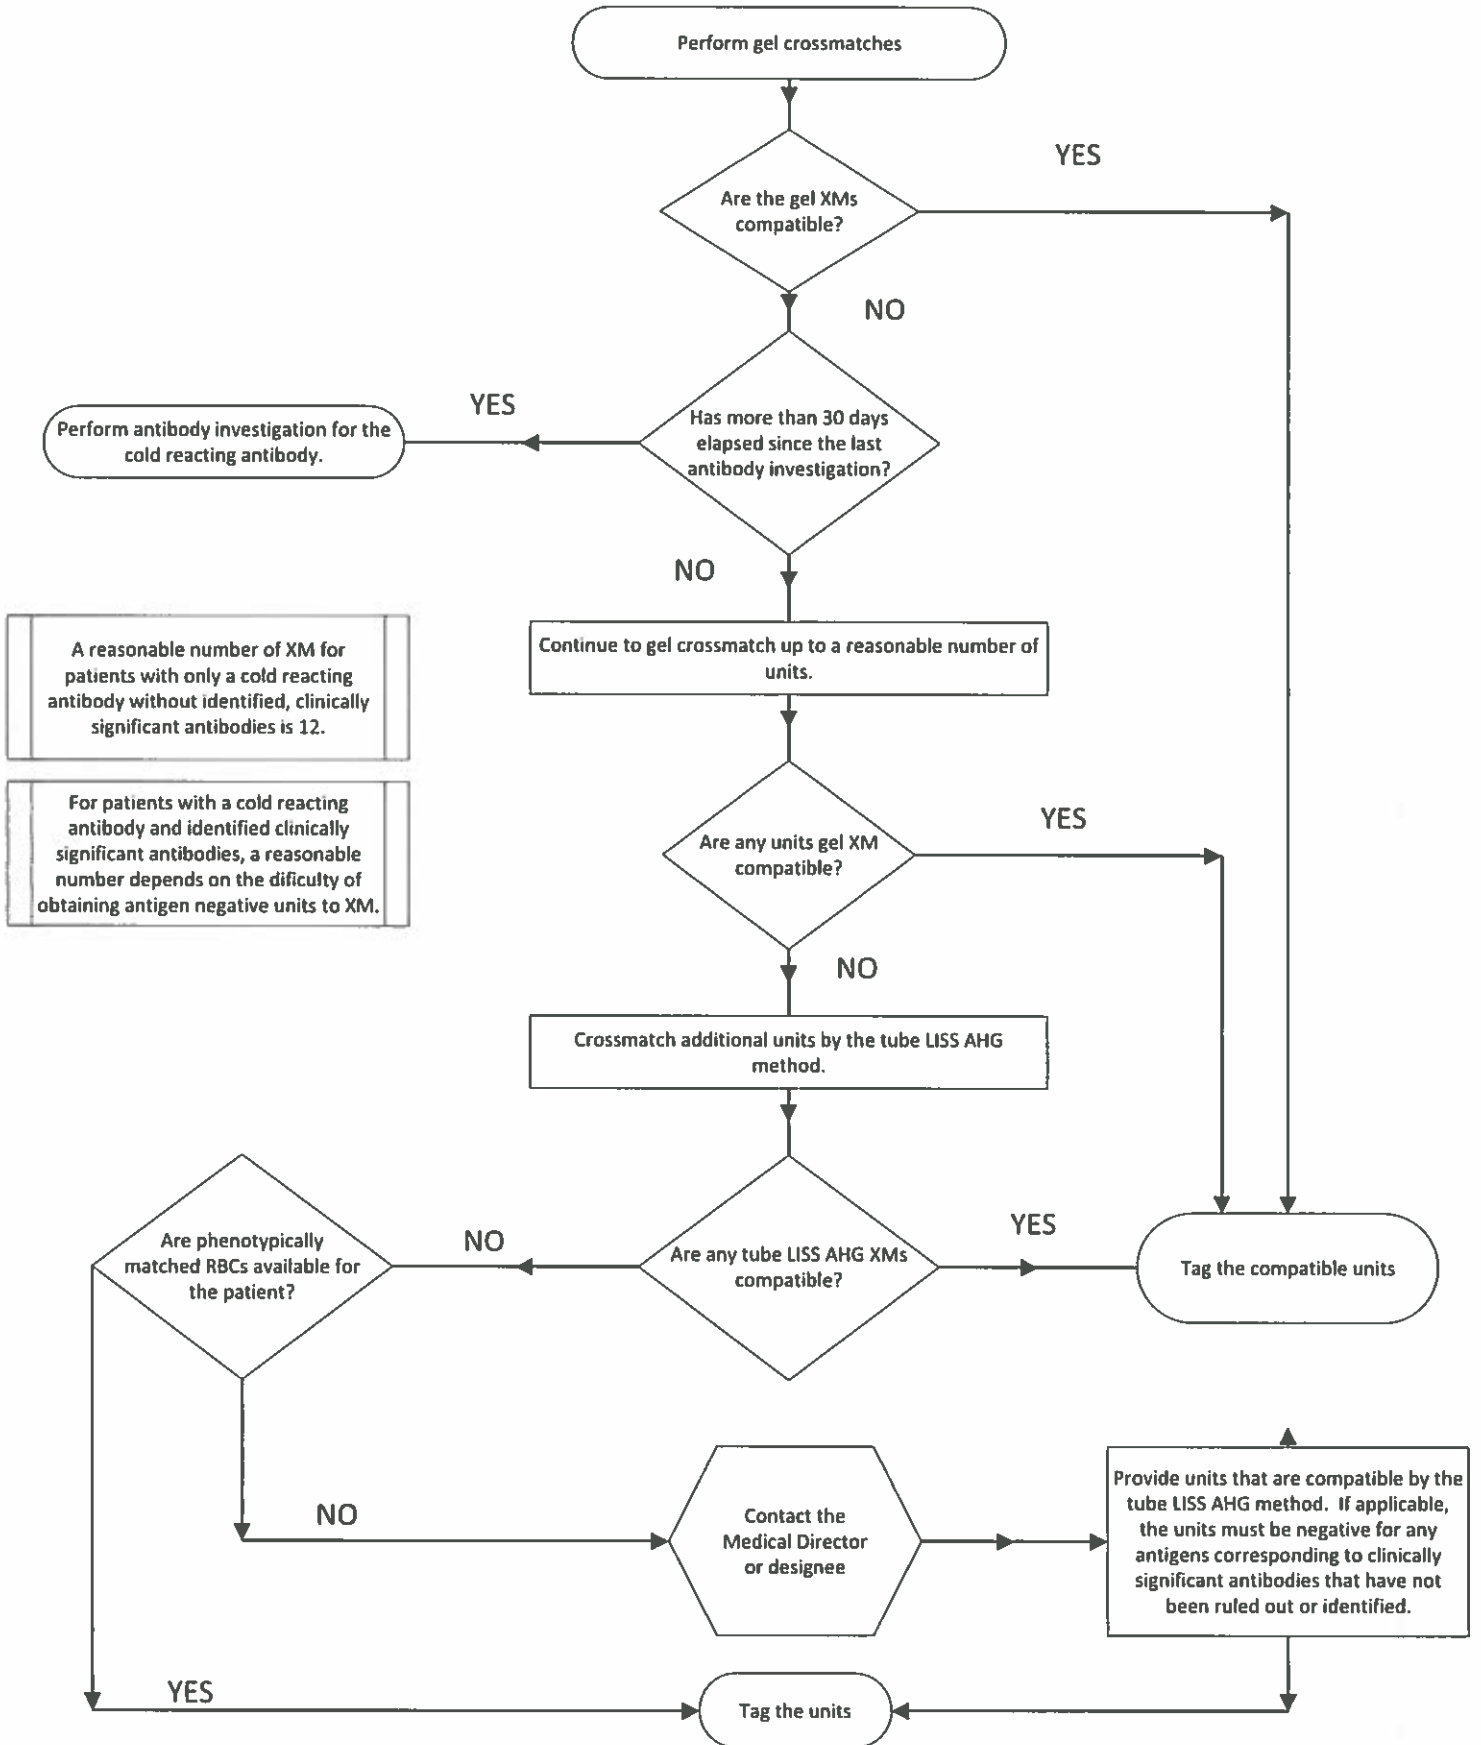 Perform gel crossmatches
YES
Are the gel XMs
compatible?
NO
YES
Has more than 30 days
elapsed since the last
antibody investigation?
Perform antibody investigation for the
cold reacting antibody.
NO
A reasonable number of XM for
patients with only a cold reacting
antibody without identified, clinically
significant antibodies is 12.
Continue to gel crossmatch up to a reasonable number of
units.
For patients with a cold reacting
antibody and identified clinically
significant antibodies, a reasonable
number depends on the dificulty of
obtaining antigen negative units to XM.
YES
Are any units gel XM
compatible?
NO
Crossmatch additional units by the tube LISS AHG
method.
Are phenotypically
matched RBCs available for
the patient?
NO
Are any tube LISS AHG XMs
compatible?
YES
Tag the compatible units
NO
Contact the
Medical Director
or designee
Provide units that are compatible by the
tube LISS AHG method. If applicable,
the units must be negative for any
antigens corresponding to clinically
significant antibodies that have not
been ruled out or identified.
YES
Tag the units